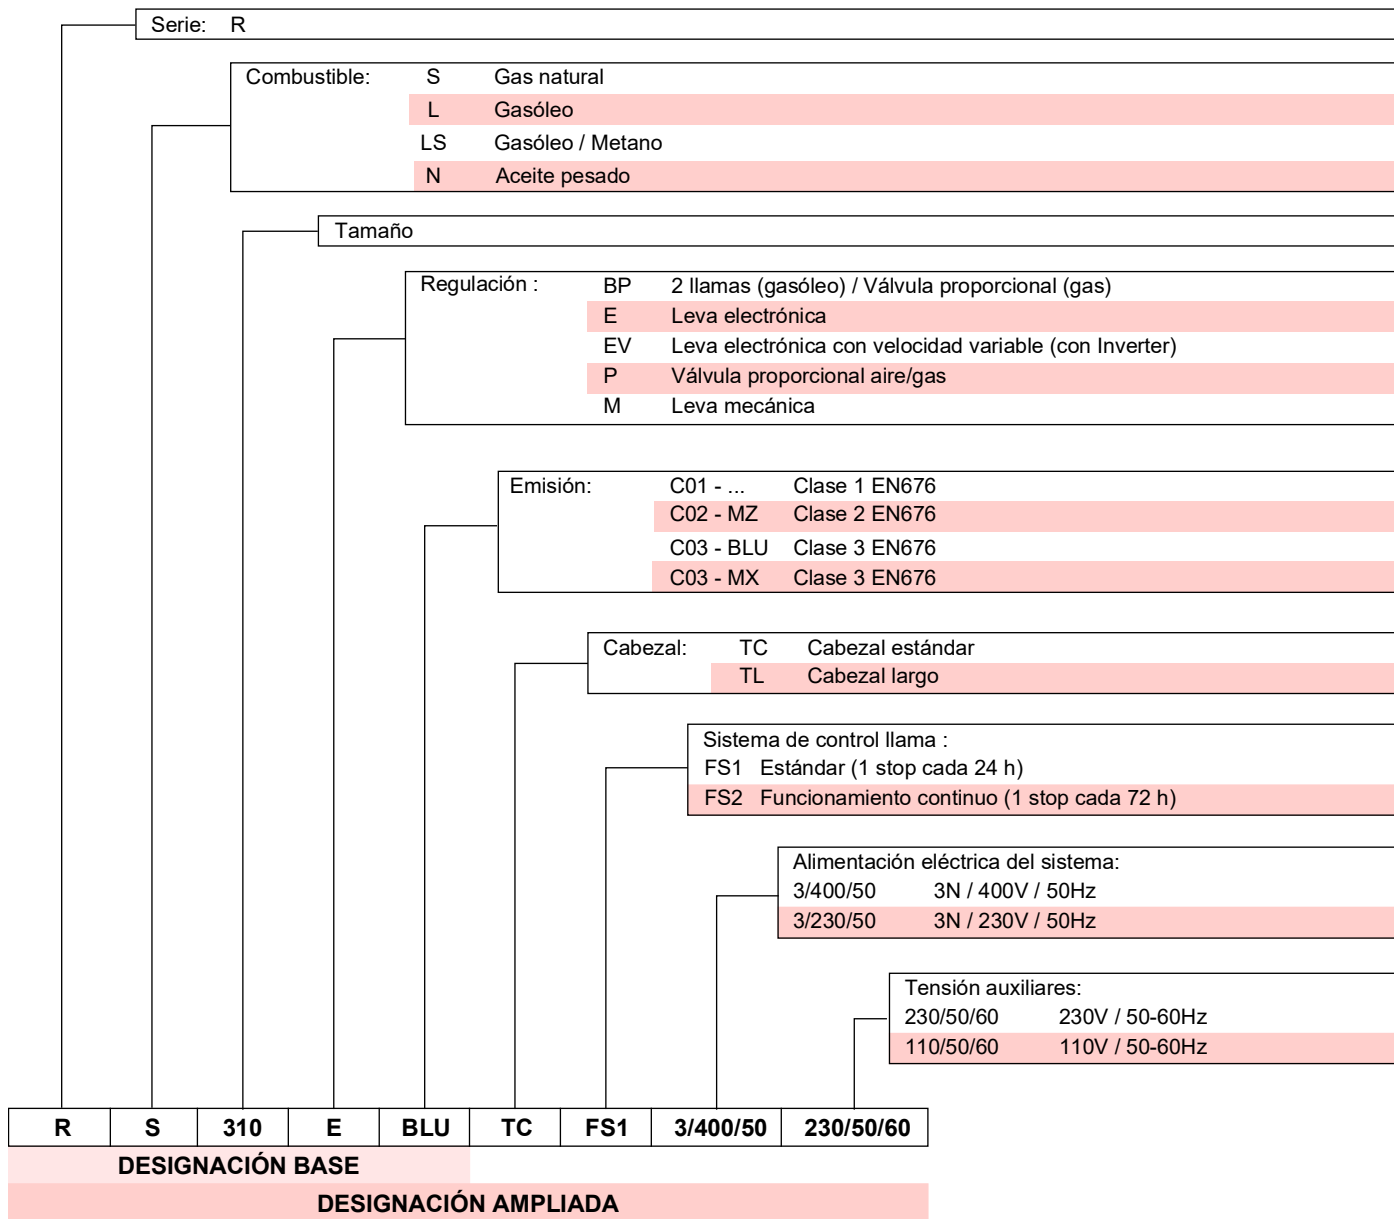 Serie: R
Combustible: S Gas natural
L Gasóleo
LS Gasóleo / Metano
N Aceite pesado
Tamaño
Regulación : BP 2 llamas (gasóleo) / Válvula proporcional (gas)
E Leva electrónica
EV Leva electrónica con velocidad variable (con Inverter)
P Válvula proporcional aire/gas
M Leva mecánica
Emisión: C01 - ... Clase 1 EN676
C02 - MZ Clase 2 EN676
C03 - BLU Clase 3 EN676
C03 - MX Clase 3 EN676
Cabezal: TC Cabezal estándar
TL Cabezal largo
Sistema de control llama :
FS1 Estándar (1 stop cada 24 h)
FS2 Funcionamiento continuo (1 stop cada 72 h)
Alimentación eléctrica del sistema:
3/400/50 3N / 400V / 50Hz
3/230/50 3N / 230V / 50Hz
Tensión auxiliares:
230/50/60 230V / 50-60Hz
110/50/60 110V / 50-60Hz
R S 310 E BLU TC FS1 3/400/50 230/50/60
DESIGNACIÓN BASE
DESIGNACIÓN AMPLIADA